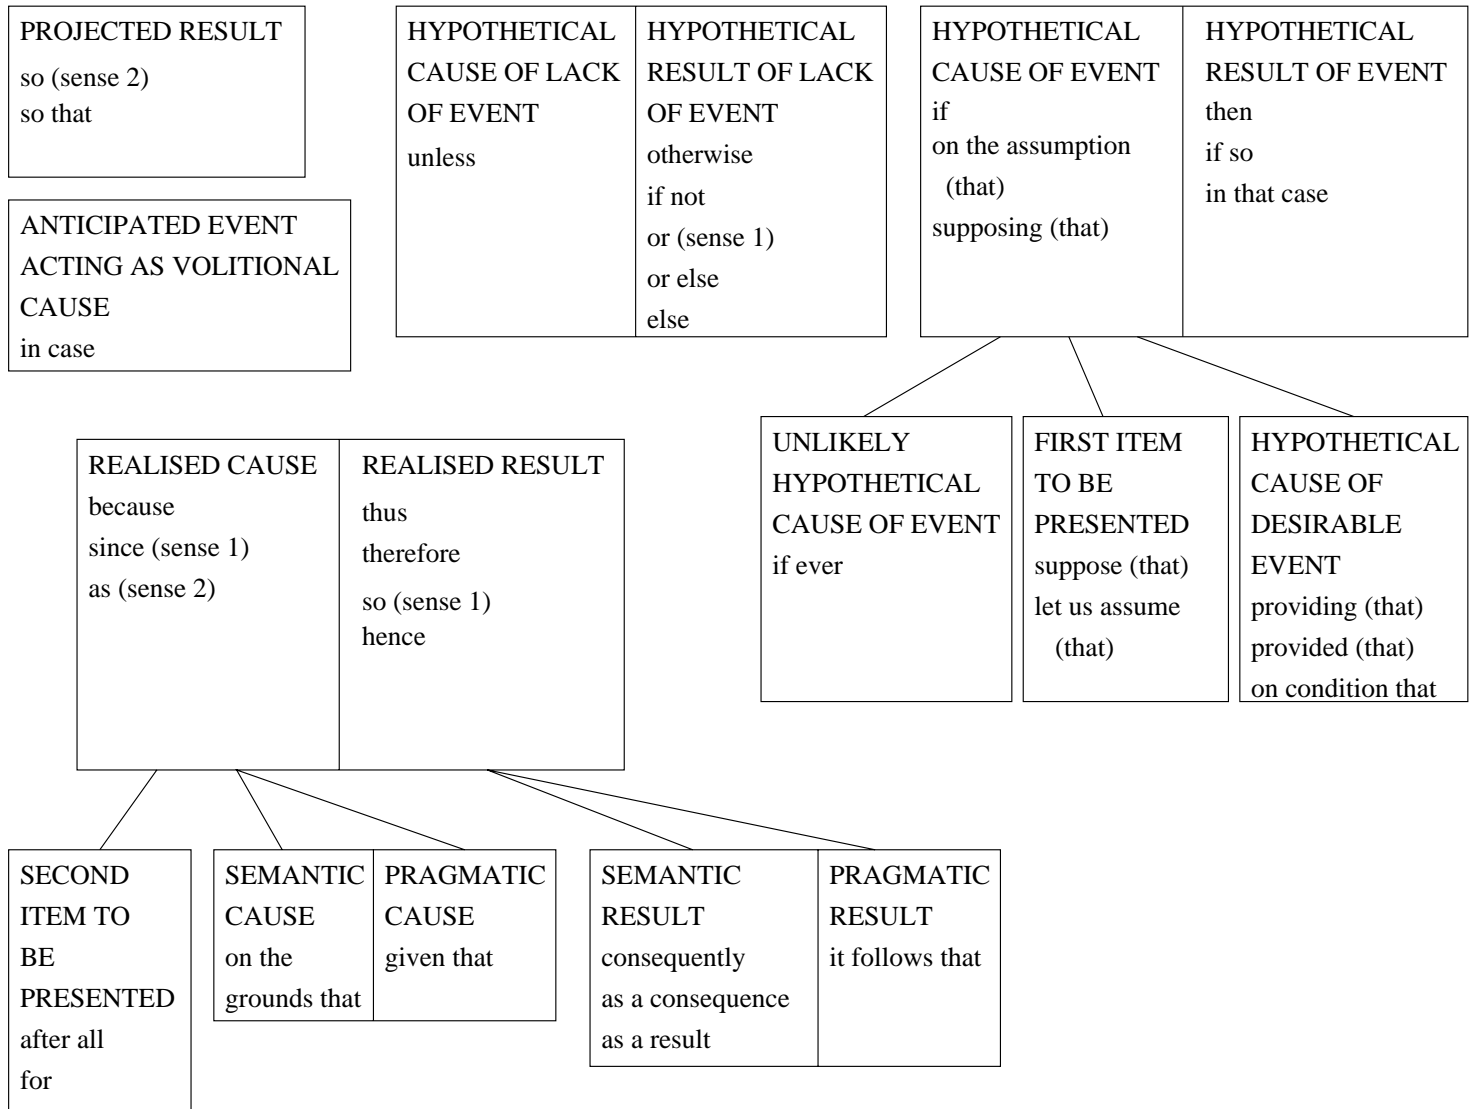 PROJECTED RESULT
so (sense 2)
so that
ANTICIPATED EVENT
ACTING AS VOLITIONAL
CAUSE
in case
HYPOTHETICAL
CAUSE OF LACK
OF EVENT
unless
HYPOTHETICAL
RESULT OF LACK
OF EVENT
otherwise
if not
or (sense 1)
or else
else
HYPOTHETICAL
CAUSE OF EVENT
if
on the assumption
(that)
supposing (that)
HYPOTHETICAL
RESULT OF EVENT
then
if so
in that case
UNLIKELY
HYPOTHETICAL
CAUSE OF EVENT
if ever
FIRST ITEM
TO BE
PRESENTED
suppose (that)
let us assume
(that)
HYPOTHETICAL
CAUSE OF
DESIRABLE
EVENT
providing (that)
provided (that)
on condition that
REALISED CAUSE
because
since (sense 1)
as (sense 2)
REALISED RESULT
thus
therefore
so (sense 1)
hence
SECOND
ITEM TO
BE
PRESENTED
after all
for
SEMANTIC
CAUSE
on the
grounds that
PRAGMATIC
CAUSE
given that
SEMANTIC
RESULT
consequently
as a consequence
as a result
PRAGMATIC
RESULT
it follows that